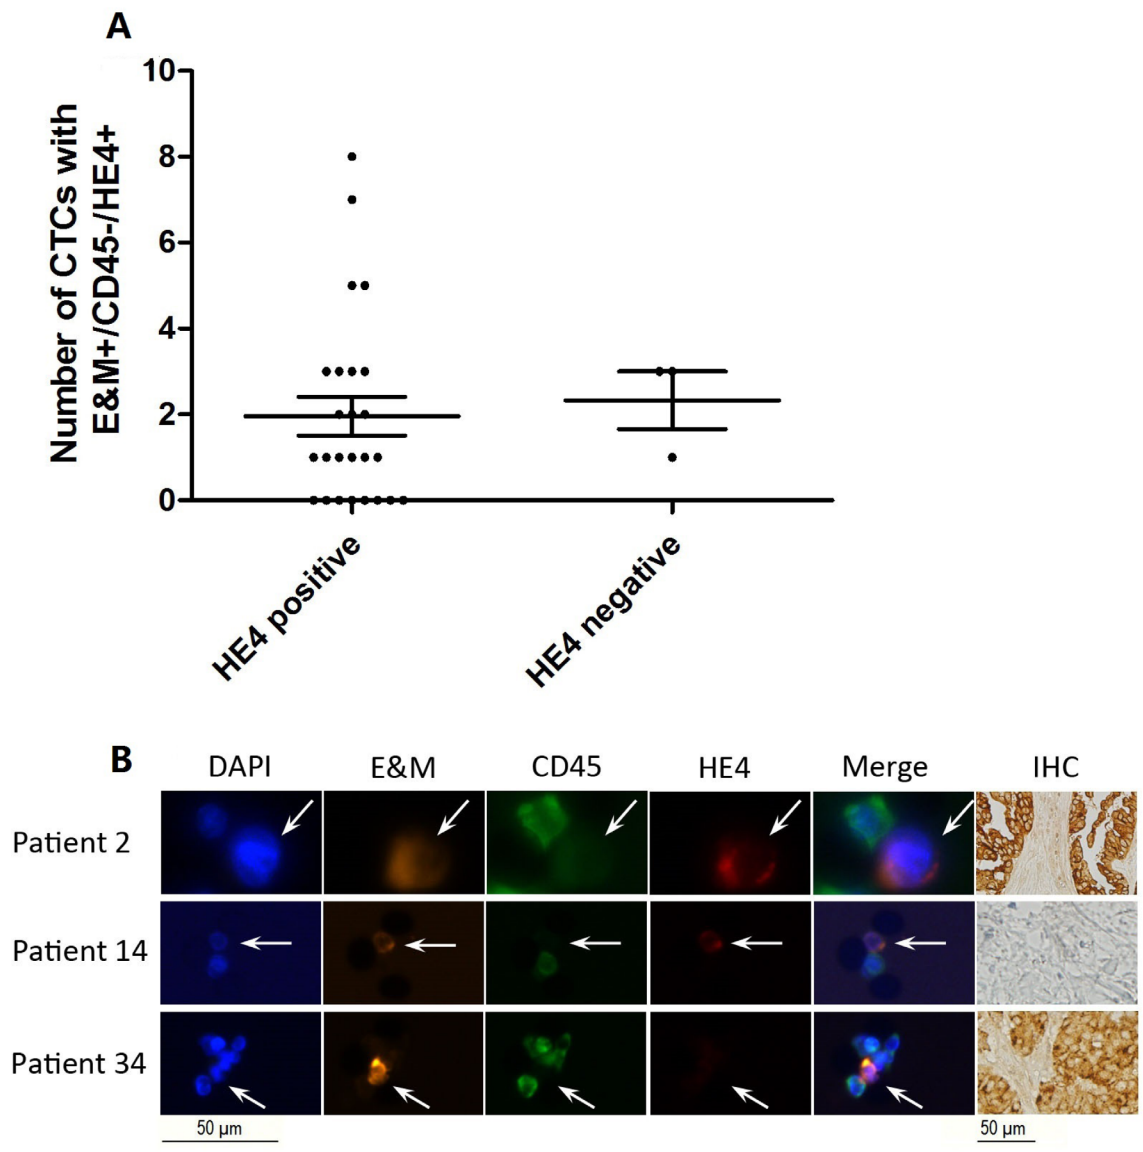 A
Number of CTCs with
E&M+/CD45-/HE4+
10
8
6
4
2
0
HE4 positive
HE4 negative
B
DAPI E&M CD45 HE4 Merge IHC
Patient 2
Patient 14
Patient 34
50 µm 50 µm